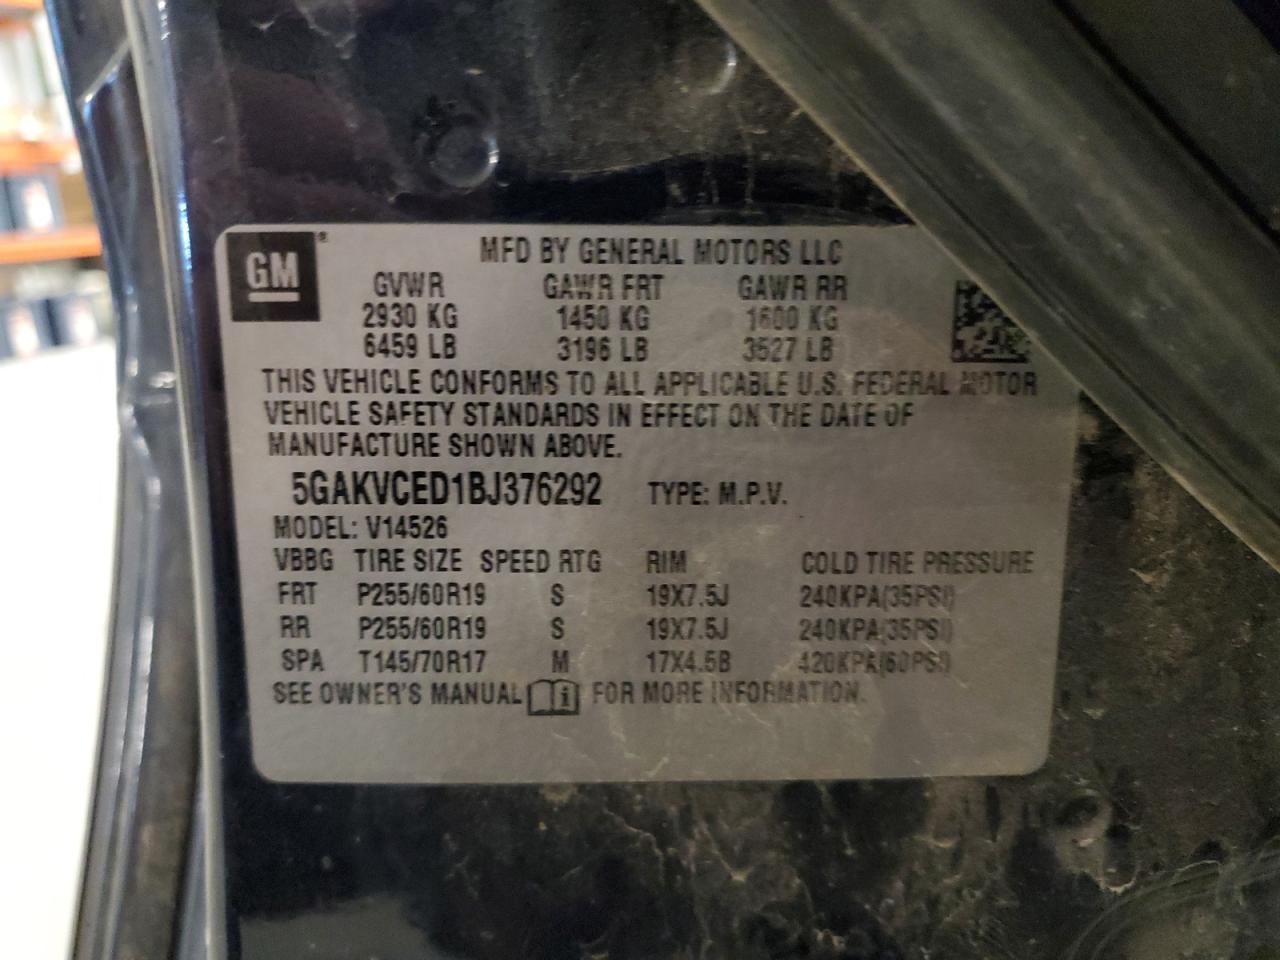 GM
MFD BY GENERAL MOTORS LLC
GVWR GAWR FRT GAWR RR
2930 KG 1450 KG 1600 KG
6459 LB 3196 LB 3527 LB
THIS VEHICLE CONFORMS TO ALL APPLICABLE U.S. FEDERAL MOTOR
VEHICLE SAFETY STANDARDS IN EFFECT ON THE DATE OF
MANUFACTURE SHOWN ABOVE.
5GAKVCED1BJ376292 TYPE: M.P.V.
MODEL: V14526
VBBG TIRE SIZE SPEED RTG RIM COLD TIRE PRESSURE
FRT P255/60R19 S 19X7.5J 240KPA(35PSI)
RR P255/60R19 S 19X7.5J 240KPA(35PSI)
SPA T145/70R17 M 17X4.5B 420KPA(60PSI)
SEE OWNER'S MANUAL i FOR MORE INFORMATION.